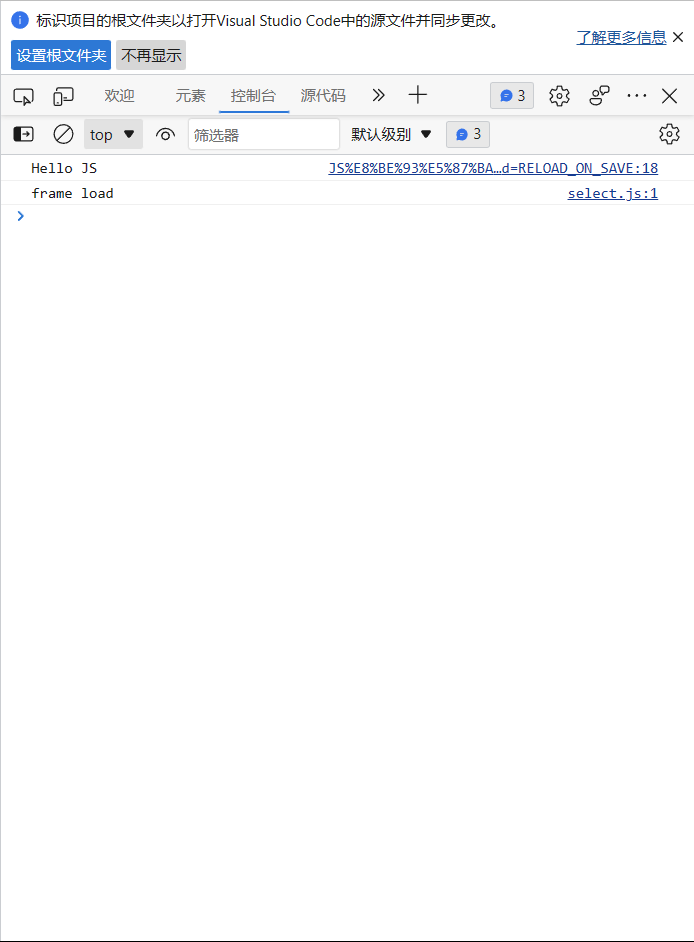 标识项目的根文件夹以打开Visual Studio Code中的源文件并同步更改。
了解更多信息
设置根文件夹 不再显示
欢迎 元素 控制台 源代码 3
top 筛选器 默认级别 3
Hello JS JS%E8%BE%93%E5%87%BA…d=RELOAD_ON_SAVE:18
frame load select.js:1